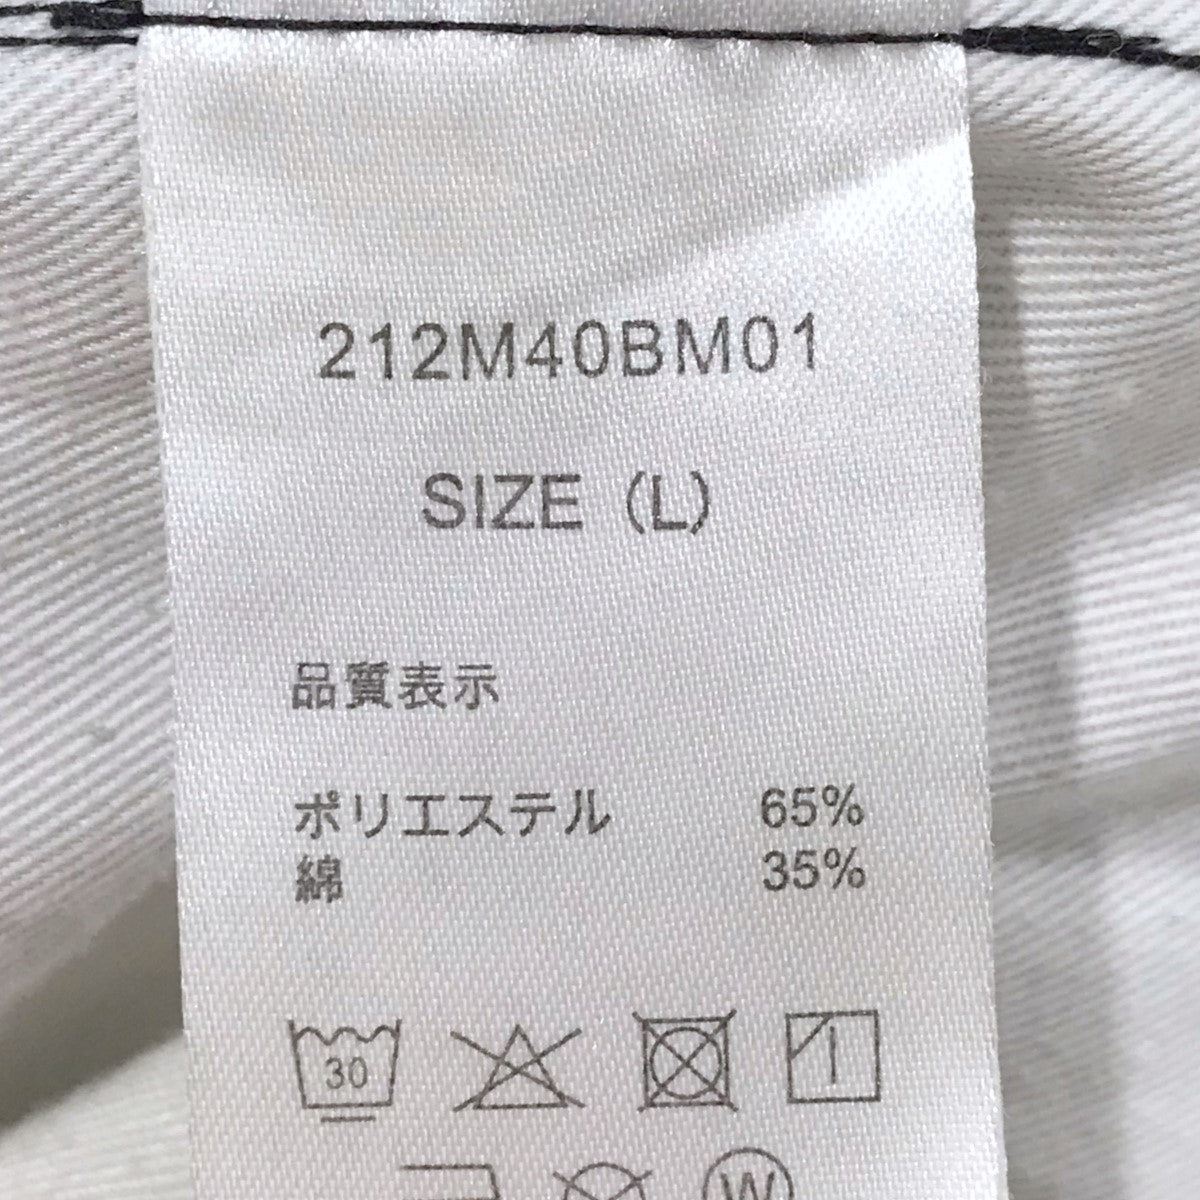 212M40BM01
SIZE (L)
品質表示
ポリエステル 65%
綿 35%
30
W